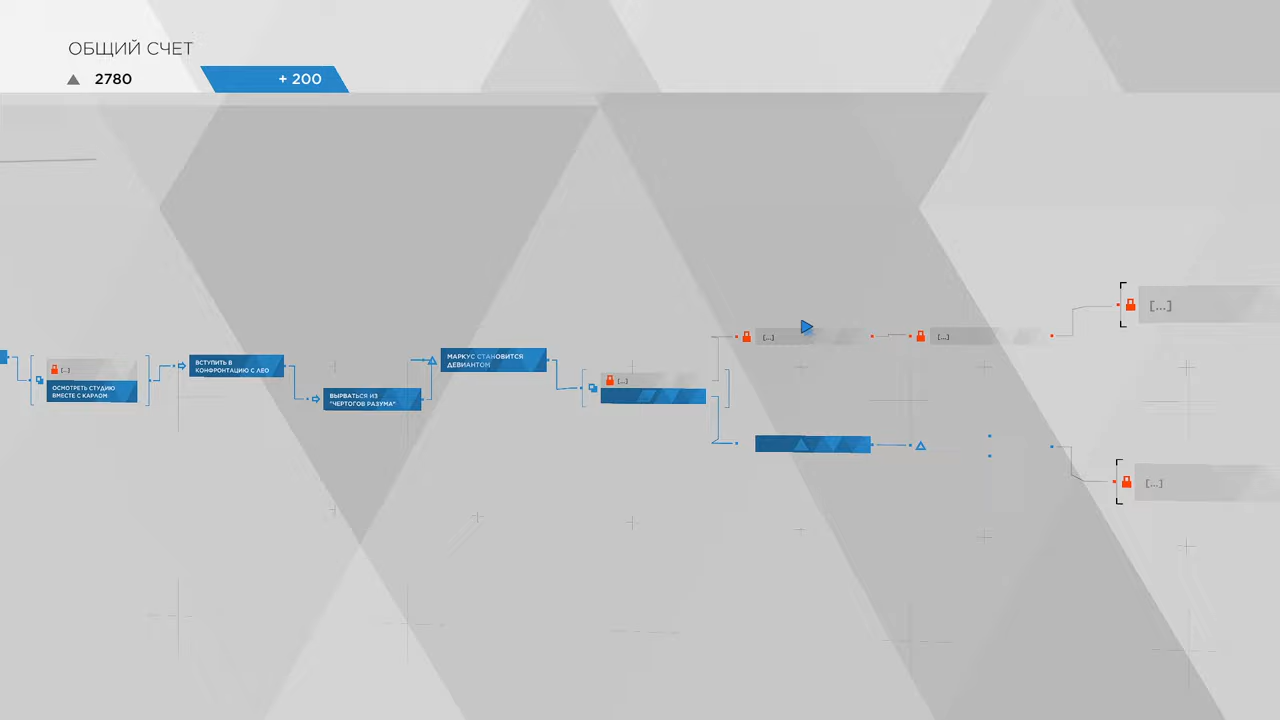 ОБЩИЙ СЧЕТ
2780
+ 200
[...]
ОСМОТРЕТЬ СТУДИЮ
ВМЕСТЕ С КАРЛОМ
ВСТУПИТЬ В
КОНФРОНТАЦИЮ С ЛЕО
ВЫРВАТЬСЯ ИЗ
"ЧЕРТОГОВ РАЗУМА"
МАРКУС СТАНОВИТСЯ
ДЕВИАНТОМ
[...]
[...]
[...]
[...]
[...]